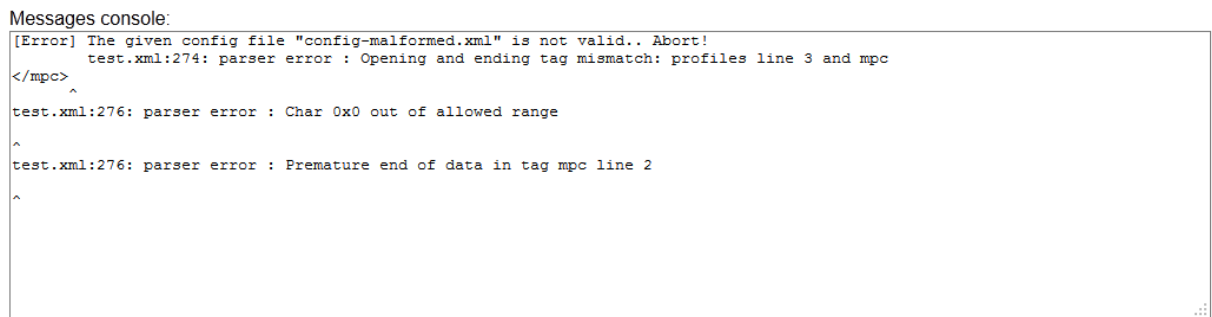 Messages console:
[Error] The given config file "config-malformed.xml" is not valid.. Abort!
test.xml:274: parser error : Opening and ending tag mismatch: profiles line 3 and mpc
</mpc>
^
test.xml:276: parser error : Char 0x0 out of allowed range
^
test.xml:276: parser error : Premature end of data in tag mpc line 2
^